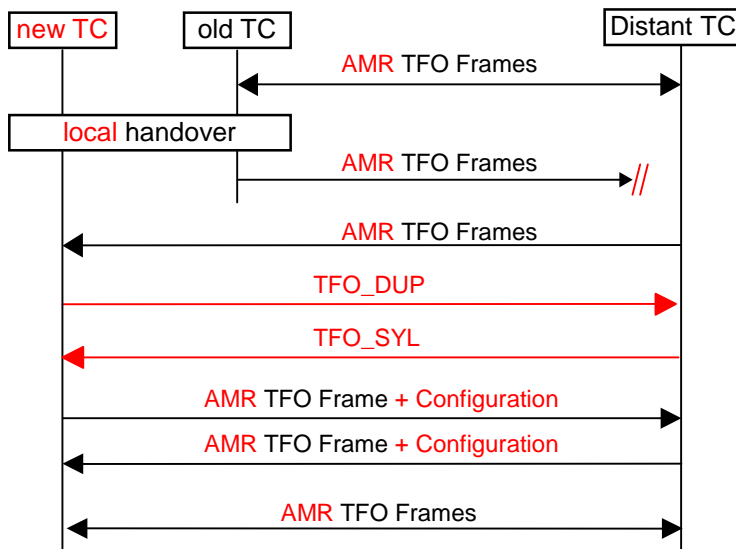 new TC
old TC
Distant TC
AMR TFO Frames
local handover
AMR TFO Frames
//
AMR TFO Frames
TFO_DUP
TFO_SYL
AMR TFO Frame + Configuration
AMR TFO Frame + Configuration
AMR TFO Frames